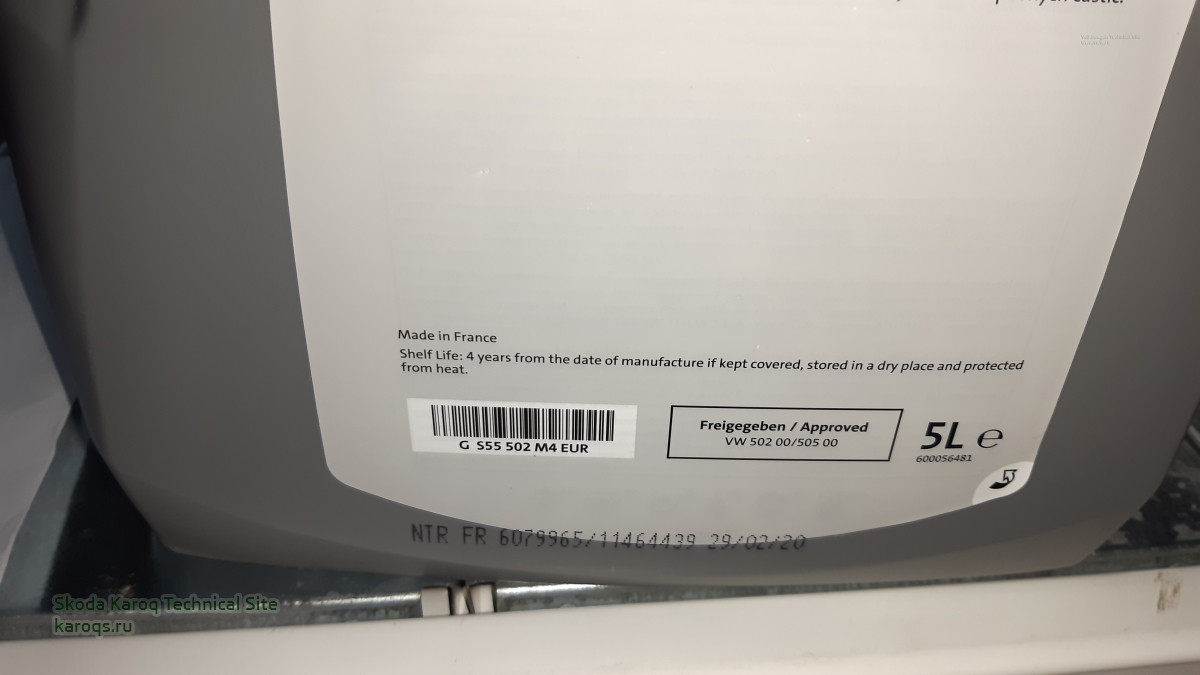 Made in France
Shelf Life: 4 years from the date of manufacture if kept covered, stored in a dry place and protected
from heat.
G S55 502 M4 EUR
Freigegeben / Approved
VW 502 00/505 00
5L e
600056481
NTR FR 6079965/11464439 29/02/20
Skoda Karoq Technical Site
karoqs.ru